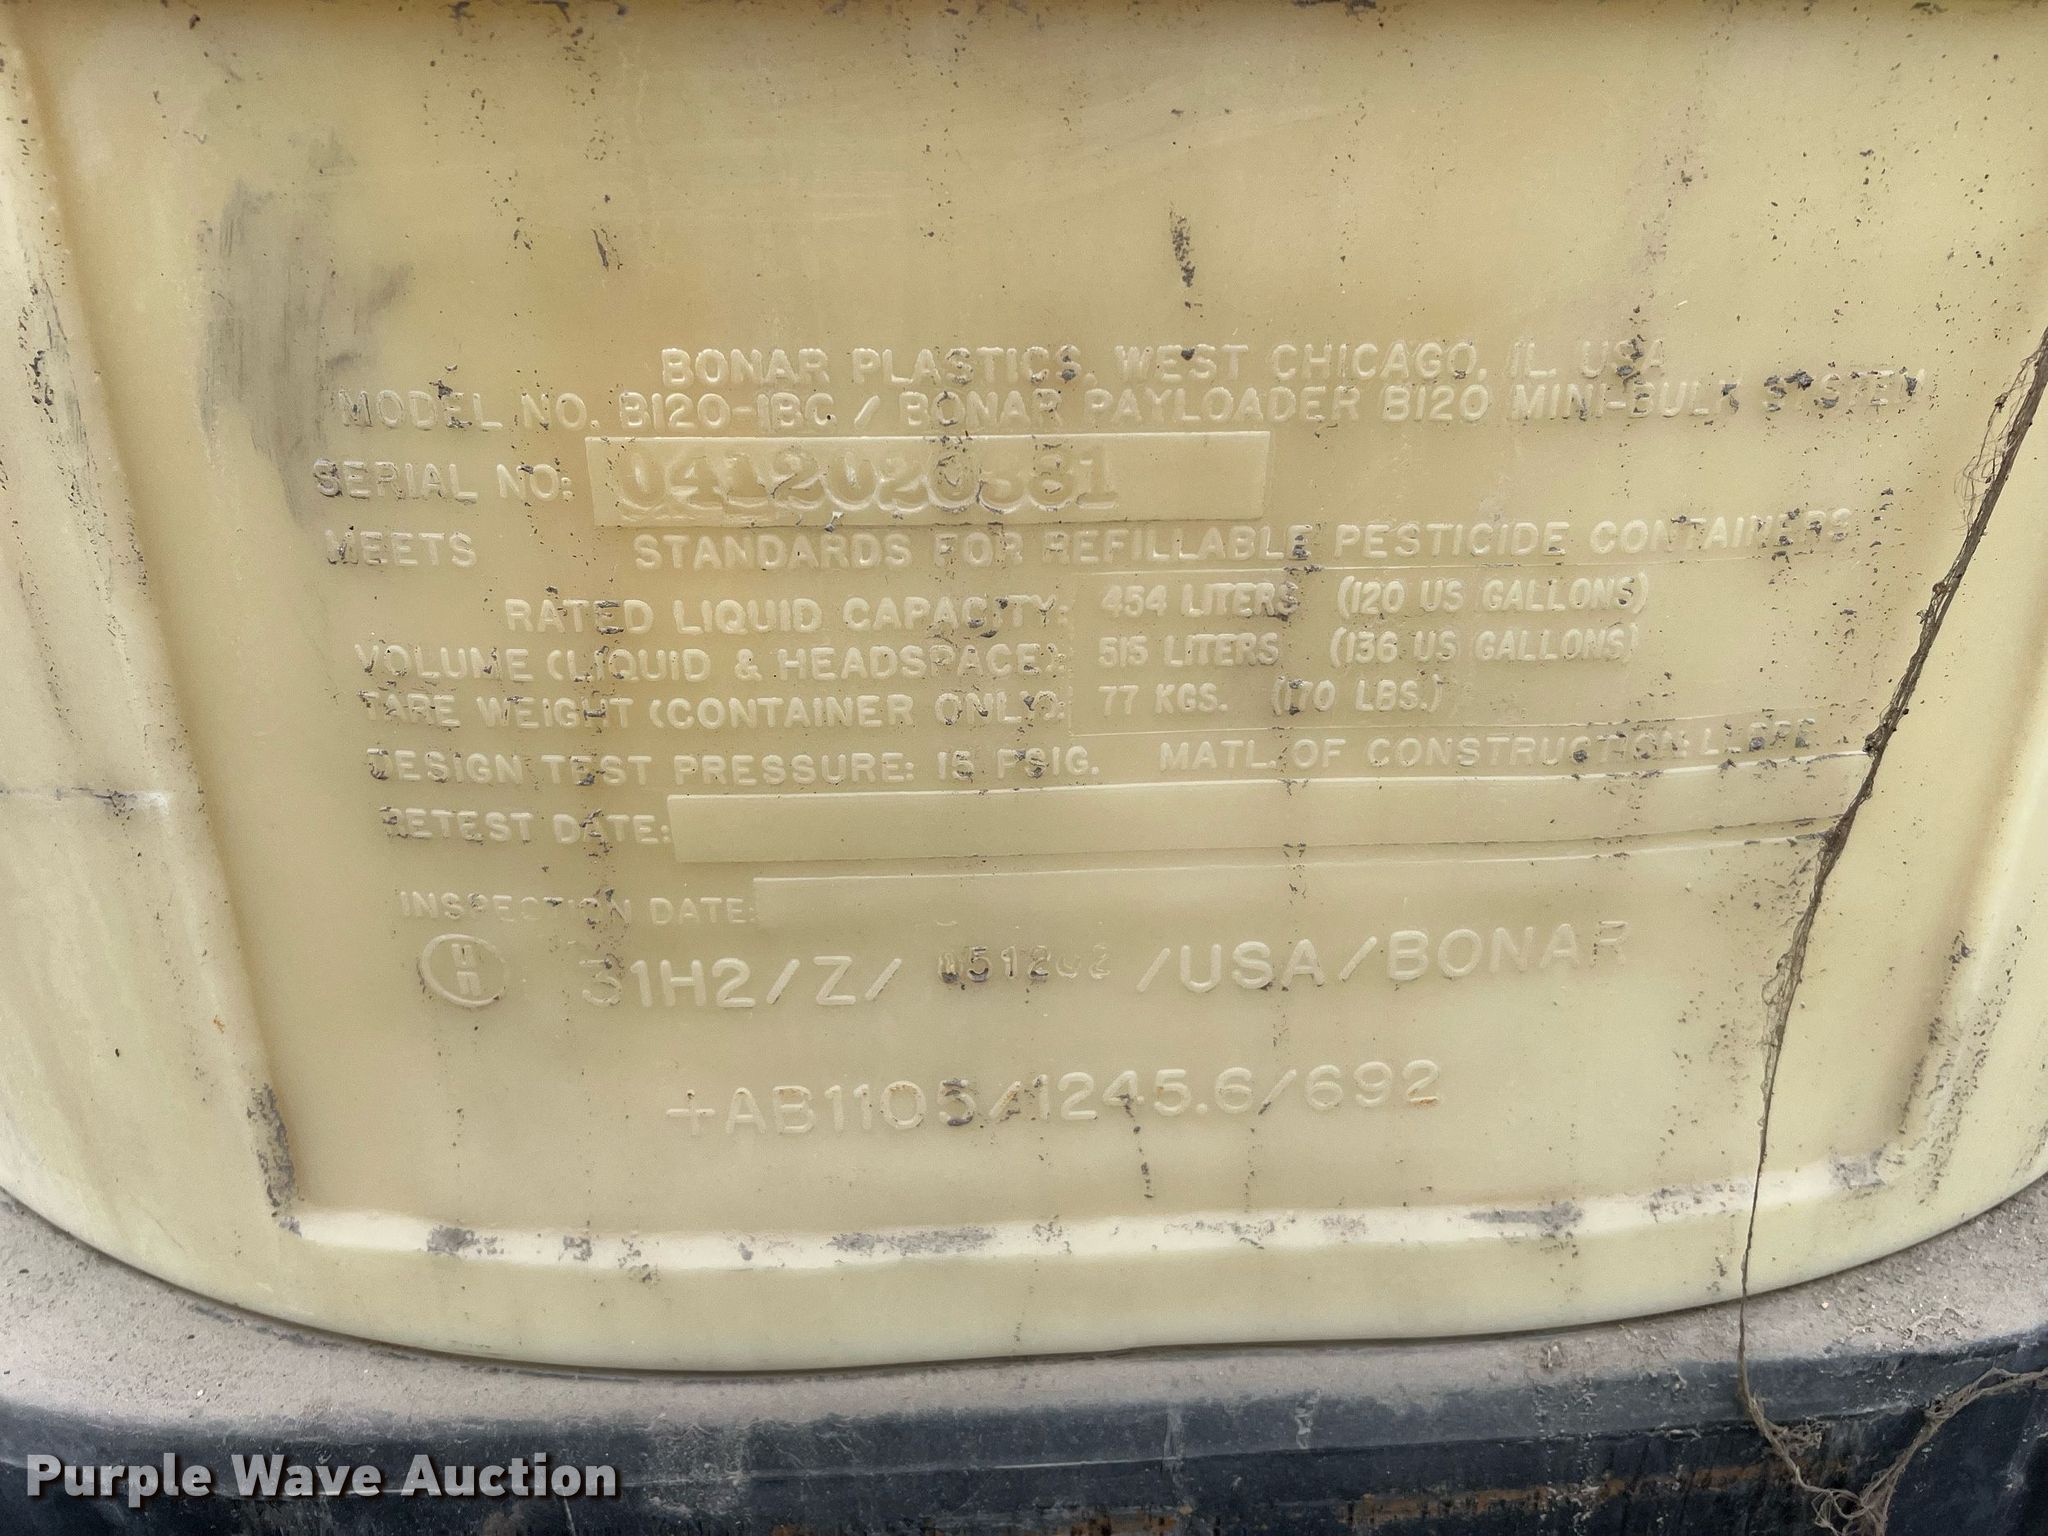 BONAR PLASTICS, WEST CHICAGO, IL. USA
MODEL NO. B120-IBC / BONAR PAYLOADER B120 MINI-BULK SYSTEM
SERIAL NO:
MEETS STANDARDS FOR REFILLABLE PESTICIDE CONTAINERS
RATED LIQUID CAPACITY: 454 LITERS (120 US GALLONS)
VOLUME (LIQUID & HEADSPACE): 515 LITERS (136 US GALLONS)
TARE WEIGHT (CONTAINER ONLY): 77 KGS. (170 LBS.)
DESIGN TEST PRESSURE: 15 PSIG. MATL. OF CONSTRUCTION:
RETEST DATE:
INSPECTION DATE:
un 31H2/Z/ /USA/BONAR
+AB1105/1245.6/692
Purple Wave Auction